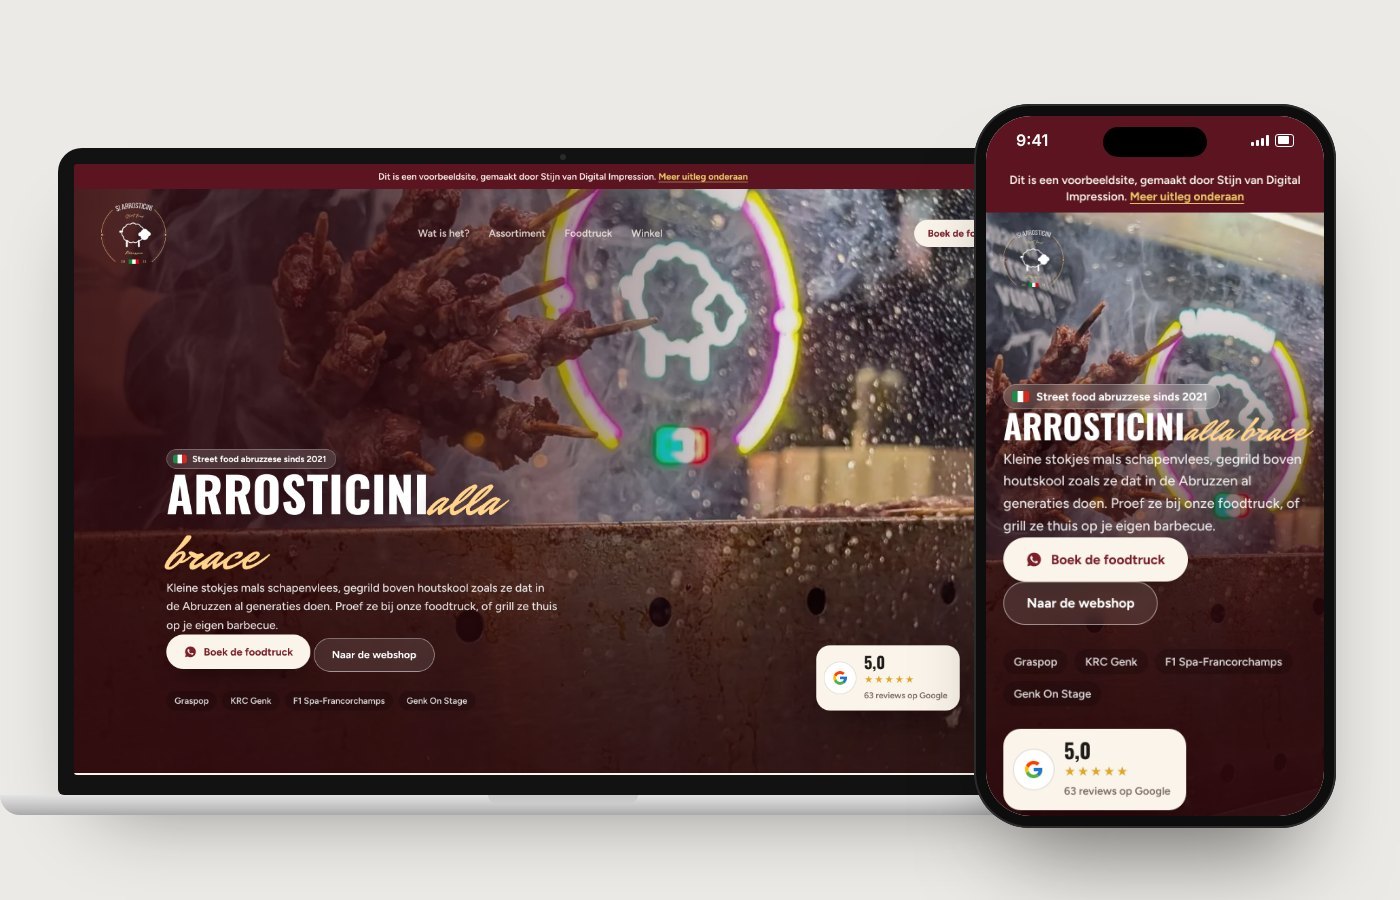 Dit is een voorbeeldsite, gemaakt door Stijn van Digital Impression. Meer uitleg onderaan
ARROSTICINI
Wat is het? Assortiment Foodtruck Winkel
Boek de fo
Street food abruzzese sinds 2021
ARROSTICINI alla
brace
Kleine stokjes mals schapenvlees, gegrild boven houtskool zoals ze dat in
de Abruzzen al generaties doen. Proef ze bij onze foodtruck, of grill ze thuis
op je eigen barbecue.
Boek de foodtruck Naar de webshop
Graspop KRC Genk F1 Spa-Francorchamps Genk On Stage
5,0
63 reviews op Google
9:41
Dit is een voorbeeldsite, gemaakt door Stijn van Digital
Impression. Meer uitleg onderaan
Street food abruzzese sinds 2021
ARROSTICINI alla brace
Kleine stokjes mals schapenvlees, gegrild boven
houtskool zoals ze dat in de Abruzzen al
generaties doen. Proef ze bij onze foodtruck, of
grill ze thuis op je eigen barbecue.
Boek de foodtruck
Naar de webshop
Graspop KRC Genk F1 Spa-Francorchamps
Genk On Stage
5,0
63 reviews op Google